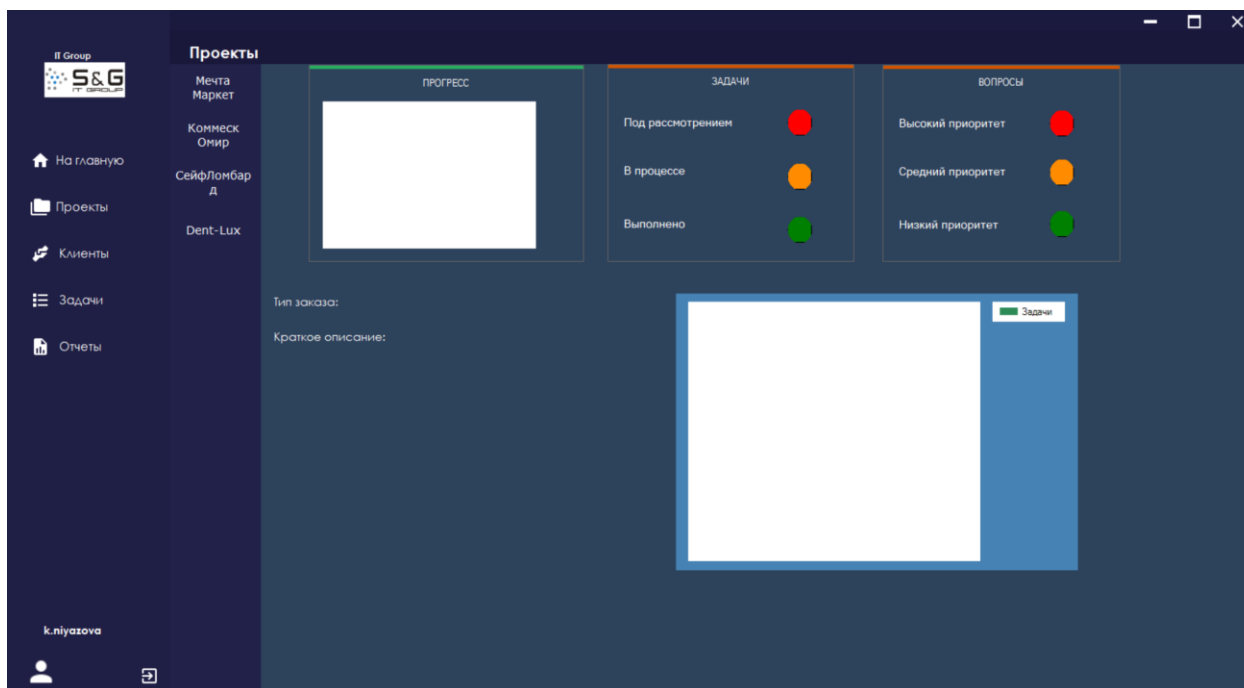 IT Group
S&G
IT GROUP
На главную
Проекты
Клиенты
Задачи
Отчеты
k.niyazova
Проекты
Мечта
Маркет
Коммеск
Омир
СейфЛомбар
д
Dent-Lux
ПРОГРЕСС
ЗАДАЧИ
Под рассмотрением
В процессе
Выполнено
ВОПРОСЫ
Высокий приоритет
Средний приоритет
Низкий приоритет
Тип заказа:
Краткое описание:
Задачи